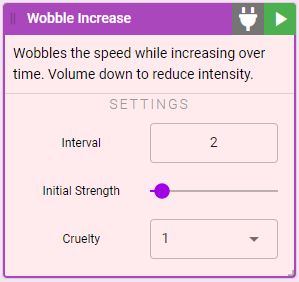 Wobble Increase
Wobbles the speed while increasing over
time. Volume down to reduce intensity.
SETTINGS
Interval
2
Initial Strength
Cruelty
1